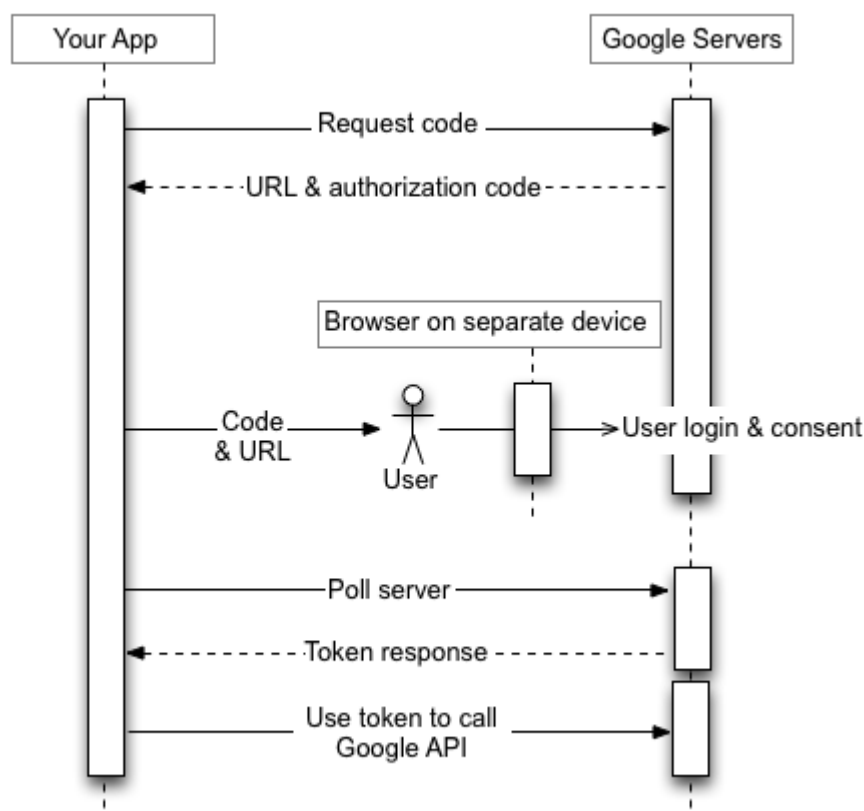 Your App
Google Servers
Request code
URL & authorization code
Browser on separate device
Code
& URL
User login & consent
User
Poll server
Token response
Use token to call
Google API